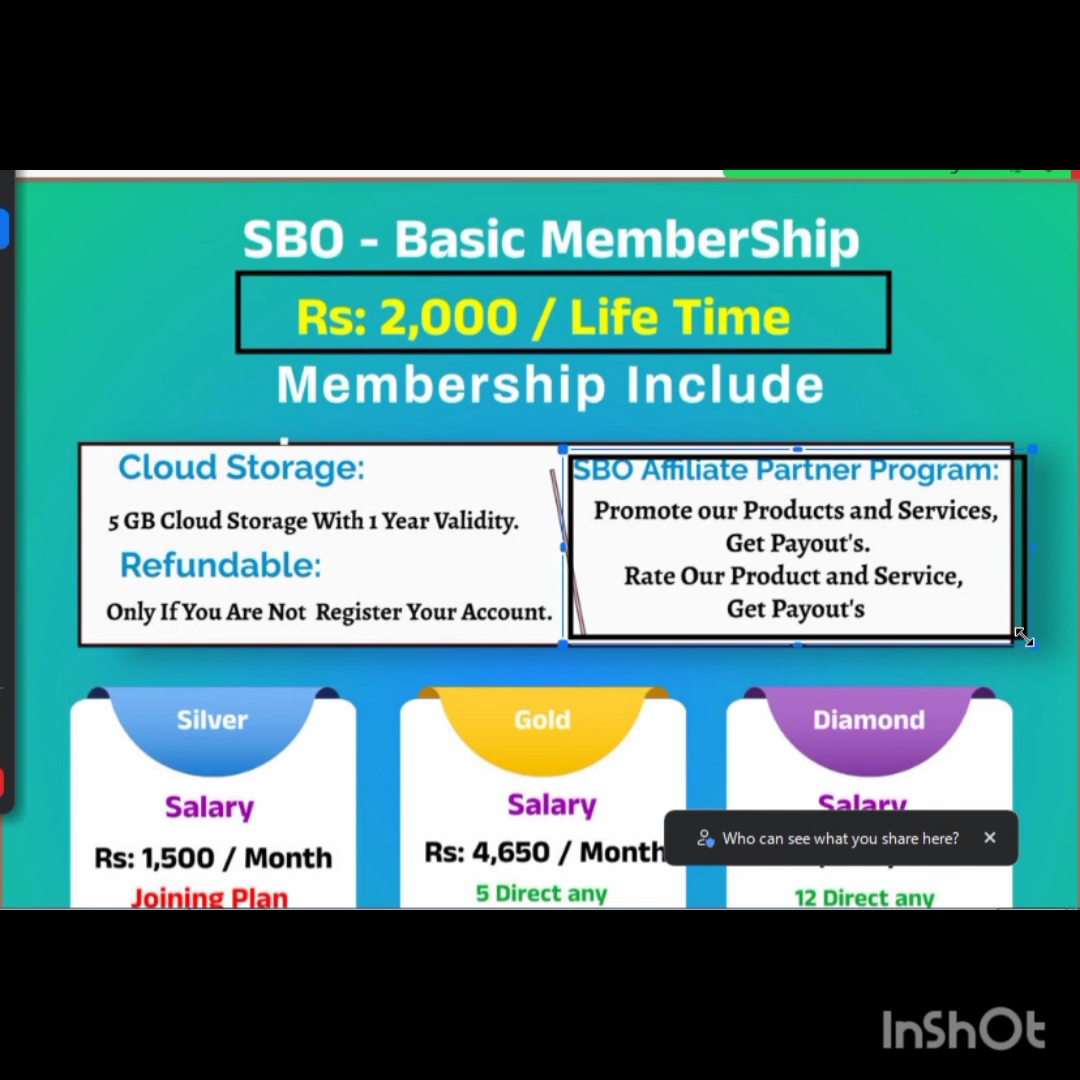 SBO - Basic MemberShip
Rs: 2,000 / Life Time
Membership Include
Cloud Storage:
5 GB Cloud Storage With 1 Year Validity.
Refundable:
Only If You Are Not Register Your Account.
SBO Affiliate Partner Program:
Promote our Products and Services,
Get Payout's.
Rate Our Product and Service,
Get Payout's
Silver
Salary
Rs: 1,500 / Month
Joining Plan
Gold
Salary
Rs: 4,650 / Month
5 Direct any
Diamond
Salary
12 Direct any
Who can see what you share here?
InShOt